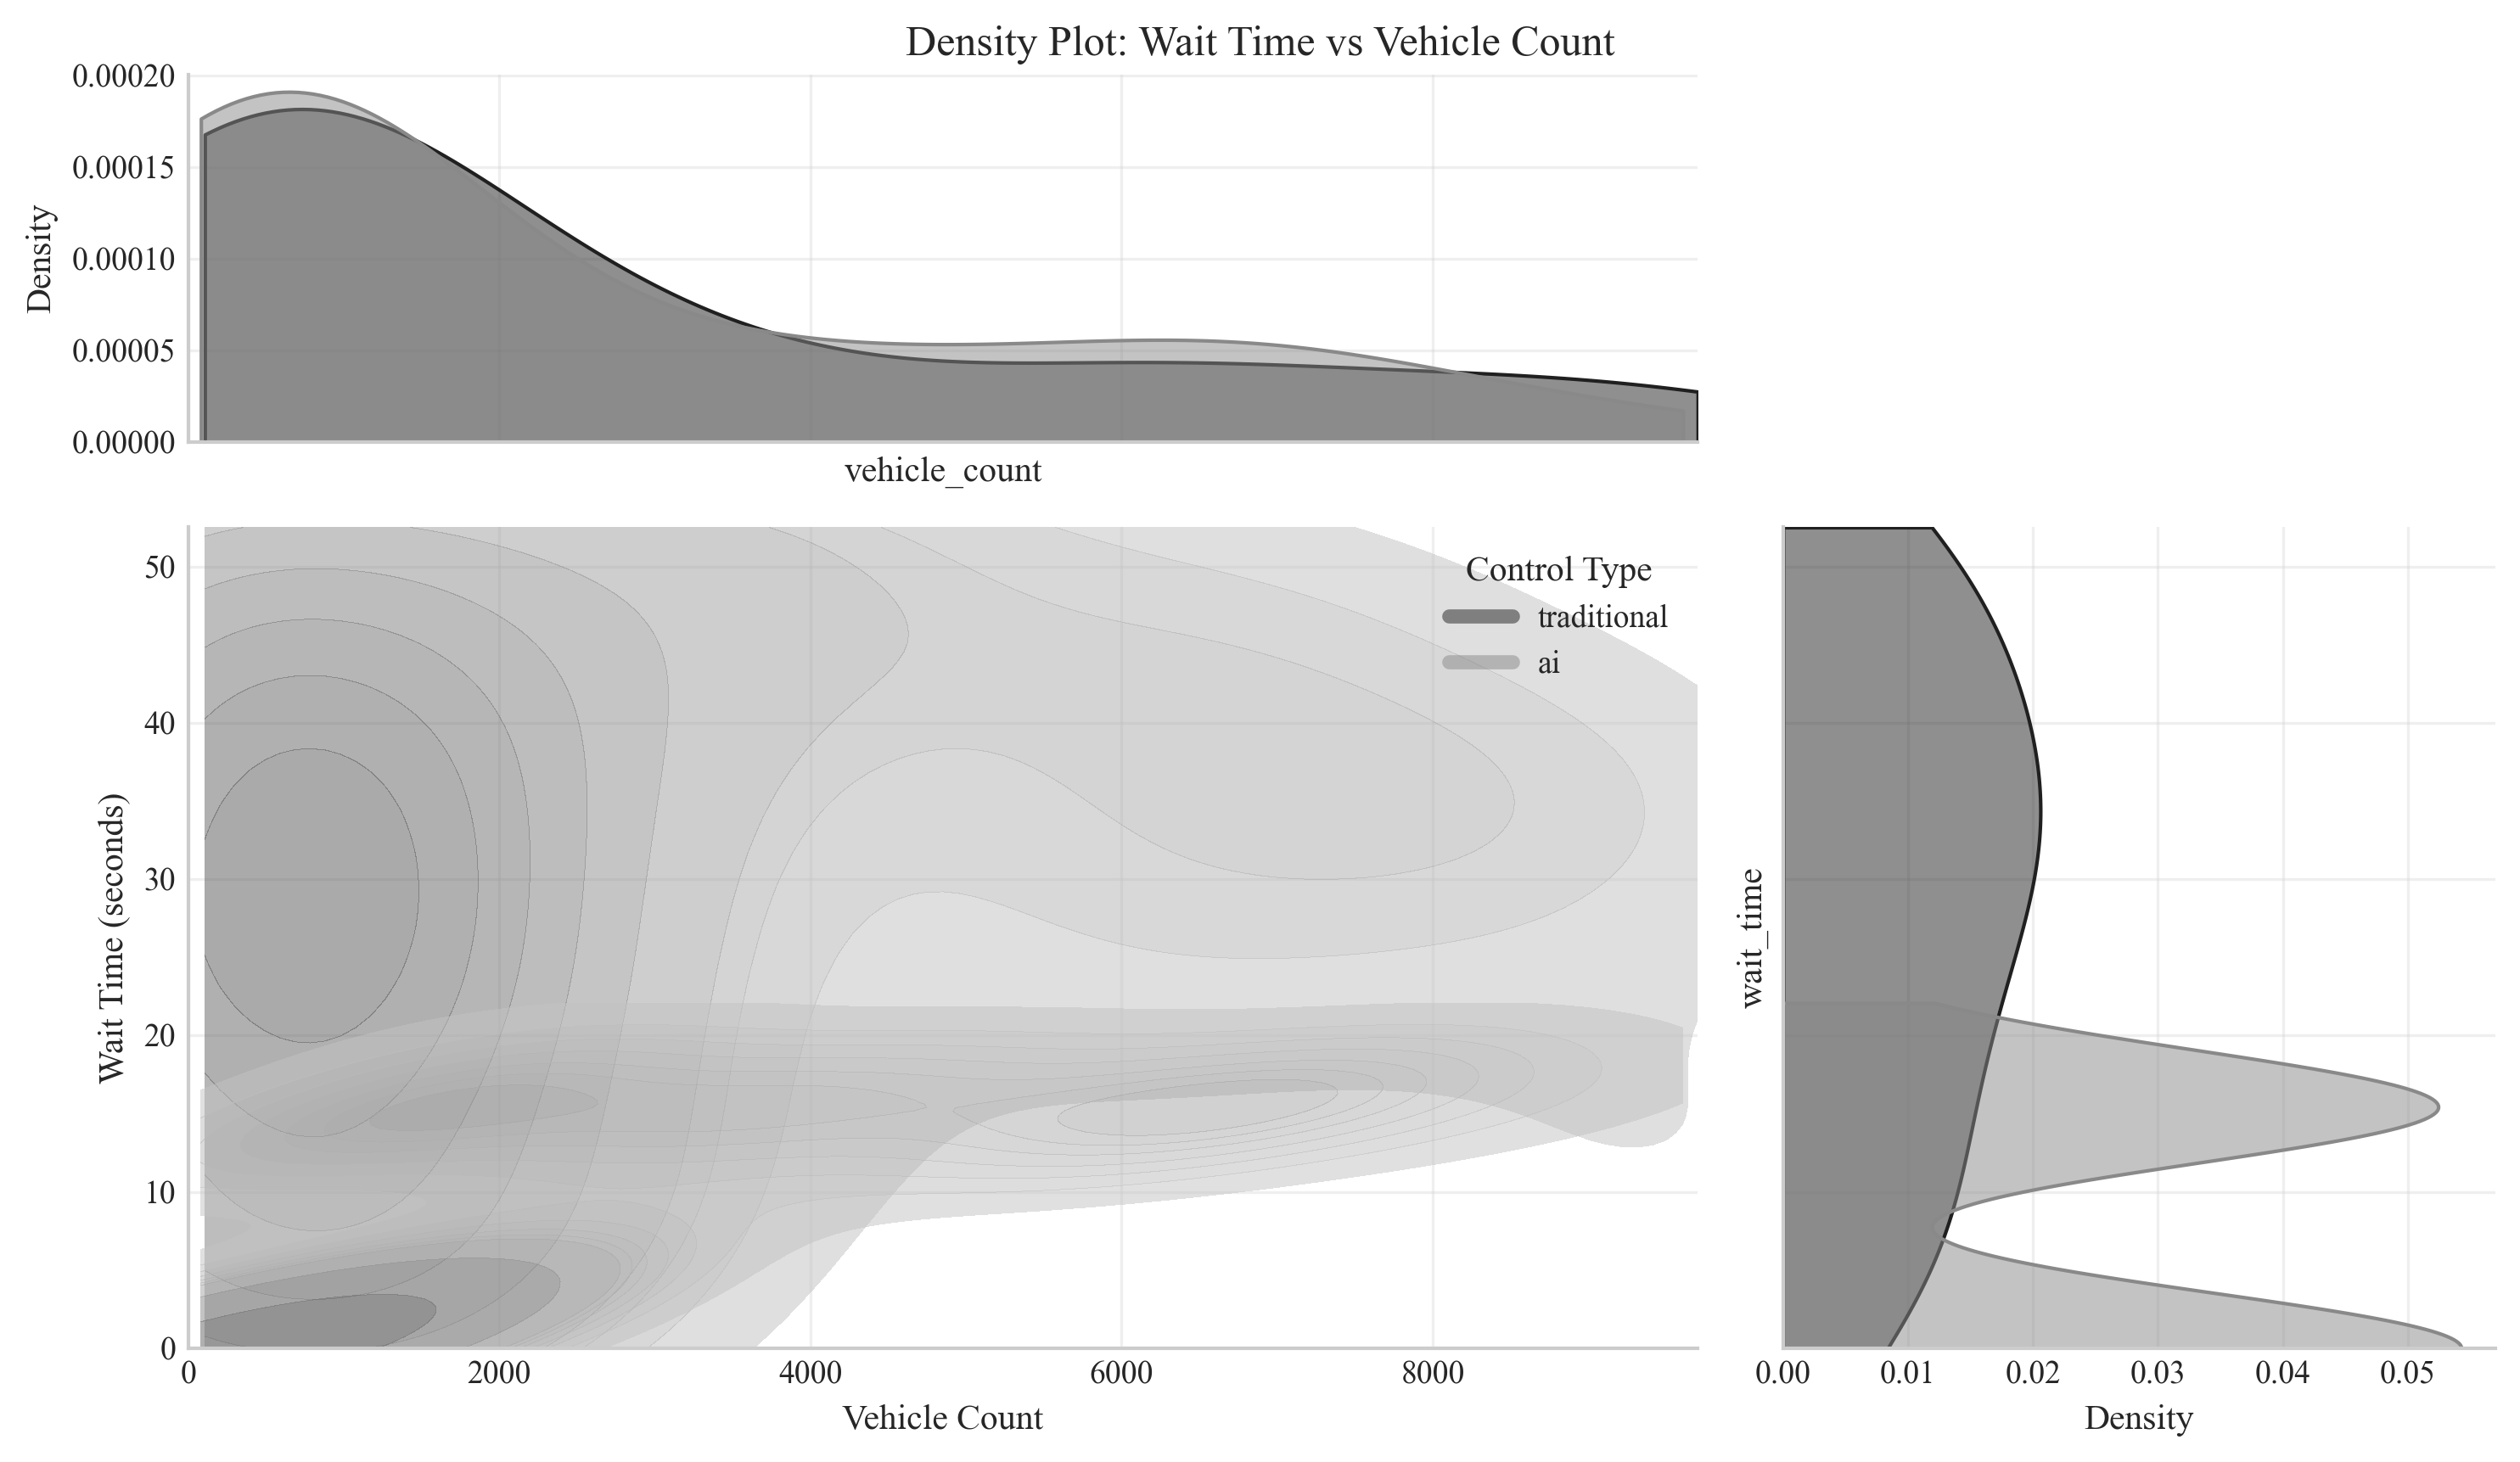 Density Plot: Wait Time vs Vehicle Count
0.00020
0.00015
0.00010
0.00005
0.00000
Density
vehicle_count
50
40
30
20
10
0
Wait Time (seconds)
Control Type
traditional
ai
0 2000 4000 6000 8000
Vehicle Count
wait_time
0.00 0.01 0.02 0.03 0.04 0.05
Density